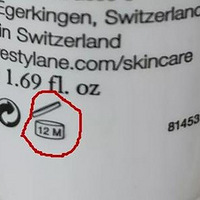 Egerkingen, Switzerland
in Switzerland
estylane.com/skincare
1.69 fl. oz
12 M
81453